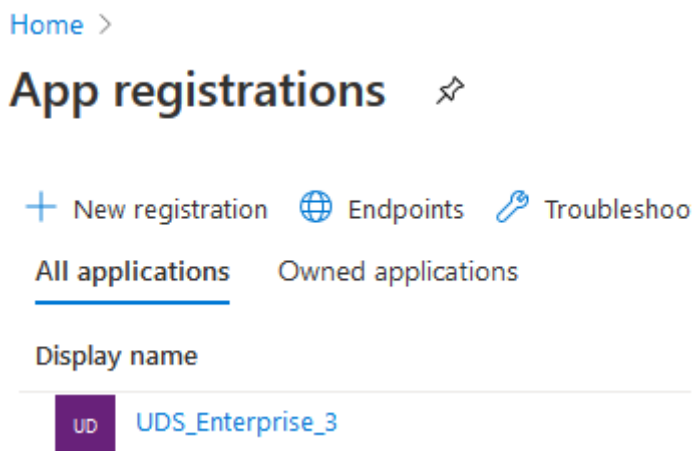 Home >
App registrations
New registration Endpoints Troubleshoo
All applications Owned applications
Display name
UD UDS_Enterprise_3